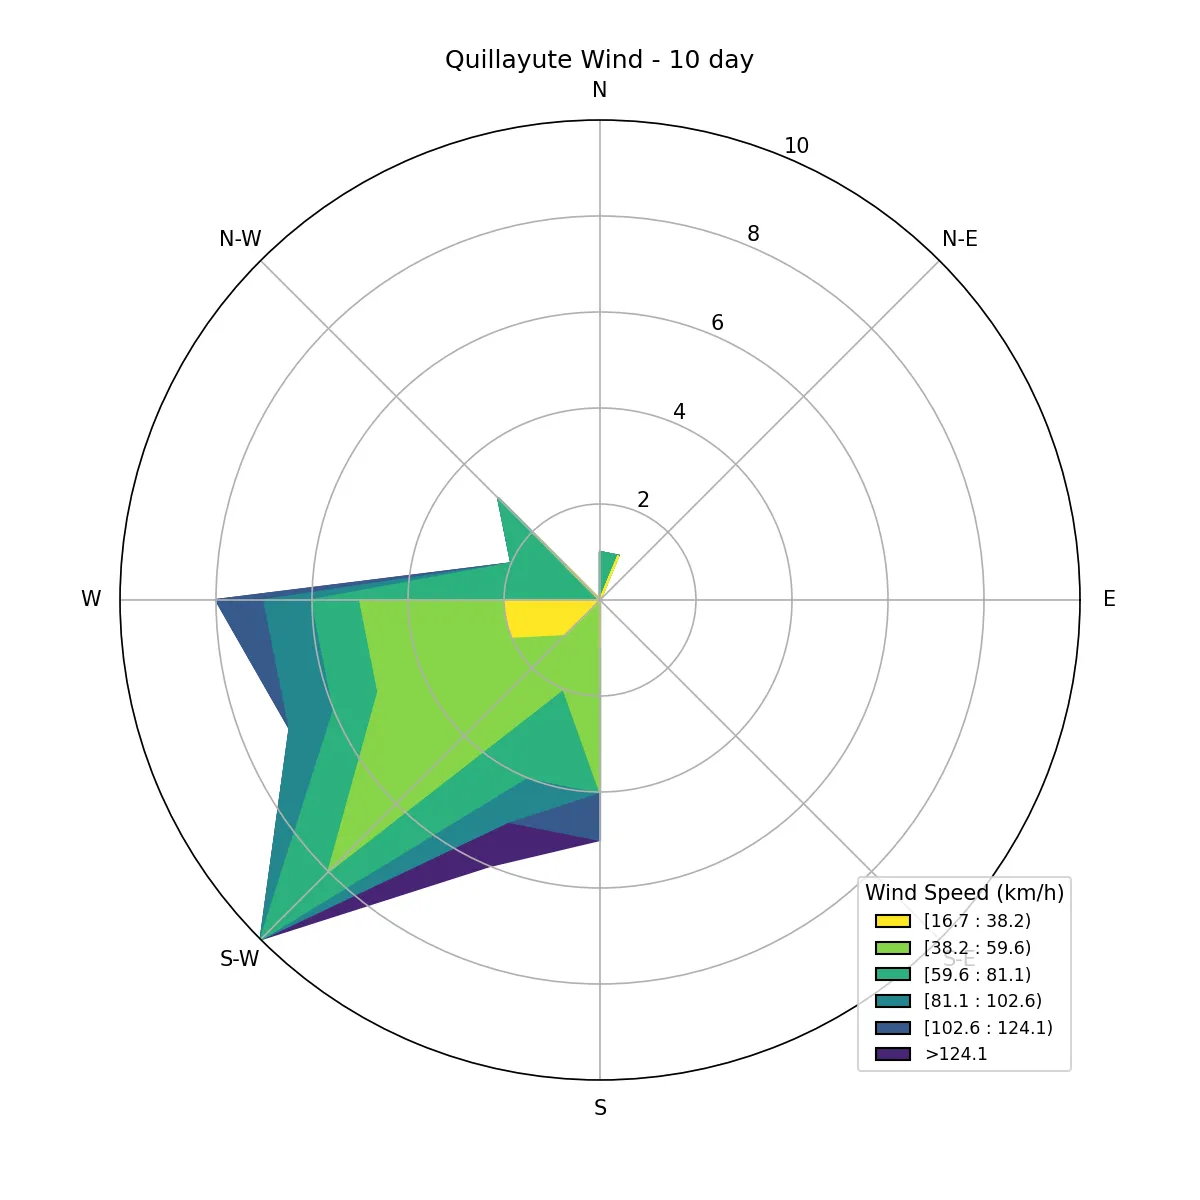 Quillayute Wind - 10 day
N
10
N-W
8
N-E
6
4
2
W
E
Wind Speed (km/h)
[16.7 : 38.2)
[38.2 : 59.6)
S-W
S-E
[59.6 : 81.1)
[81.1 : 102.6)
[102.6 : 124.1)
>124.1
S